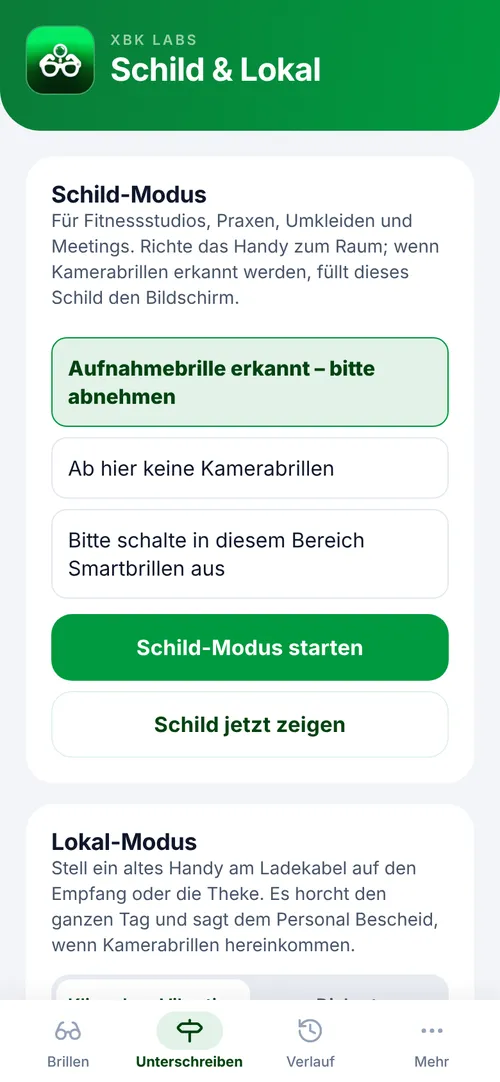 XBK LABS
Schild & Lokal
Schild-Modus
Für Fitnessstudios, Praxen, Umkleiden und
Meetings. Richte das Handy zum Raum; wenn
Kamerabrillen erkannt werden, füllt dieses
Schild den Bildschirm.
Aufnahmebrille erkannt – bitte
abnehmen
Ab hier keine Kamerabrillen
Bitte schalte in diesem Bereich
Smartbrillen aus
Schild-Modus starten
Schild jetzt zeigen
Lokal-Modus
Stell ein altes Handy am Ladekabel auf den
Empfang oder die Theke. Es horcht den
ganzen Tag und sagt dem Personal Bescheid,
wenn Kamerabrillen hereinkommen.
Brillen
Unterschreiben
Verlauf
Mehr